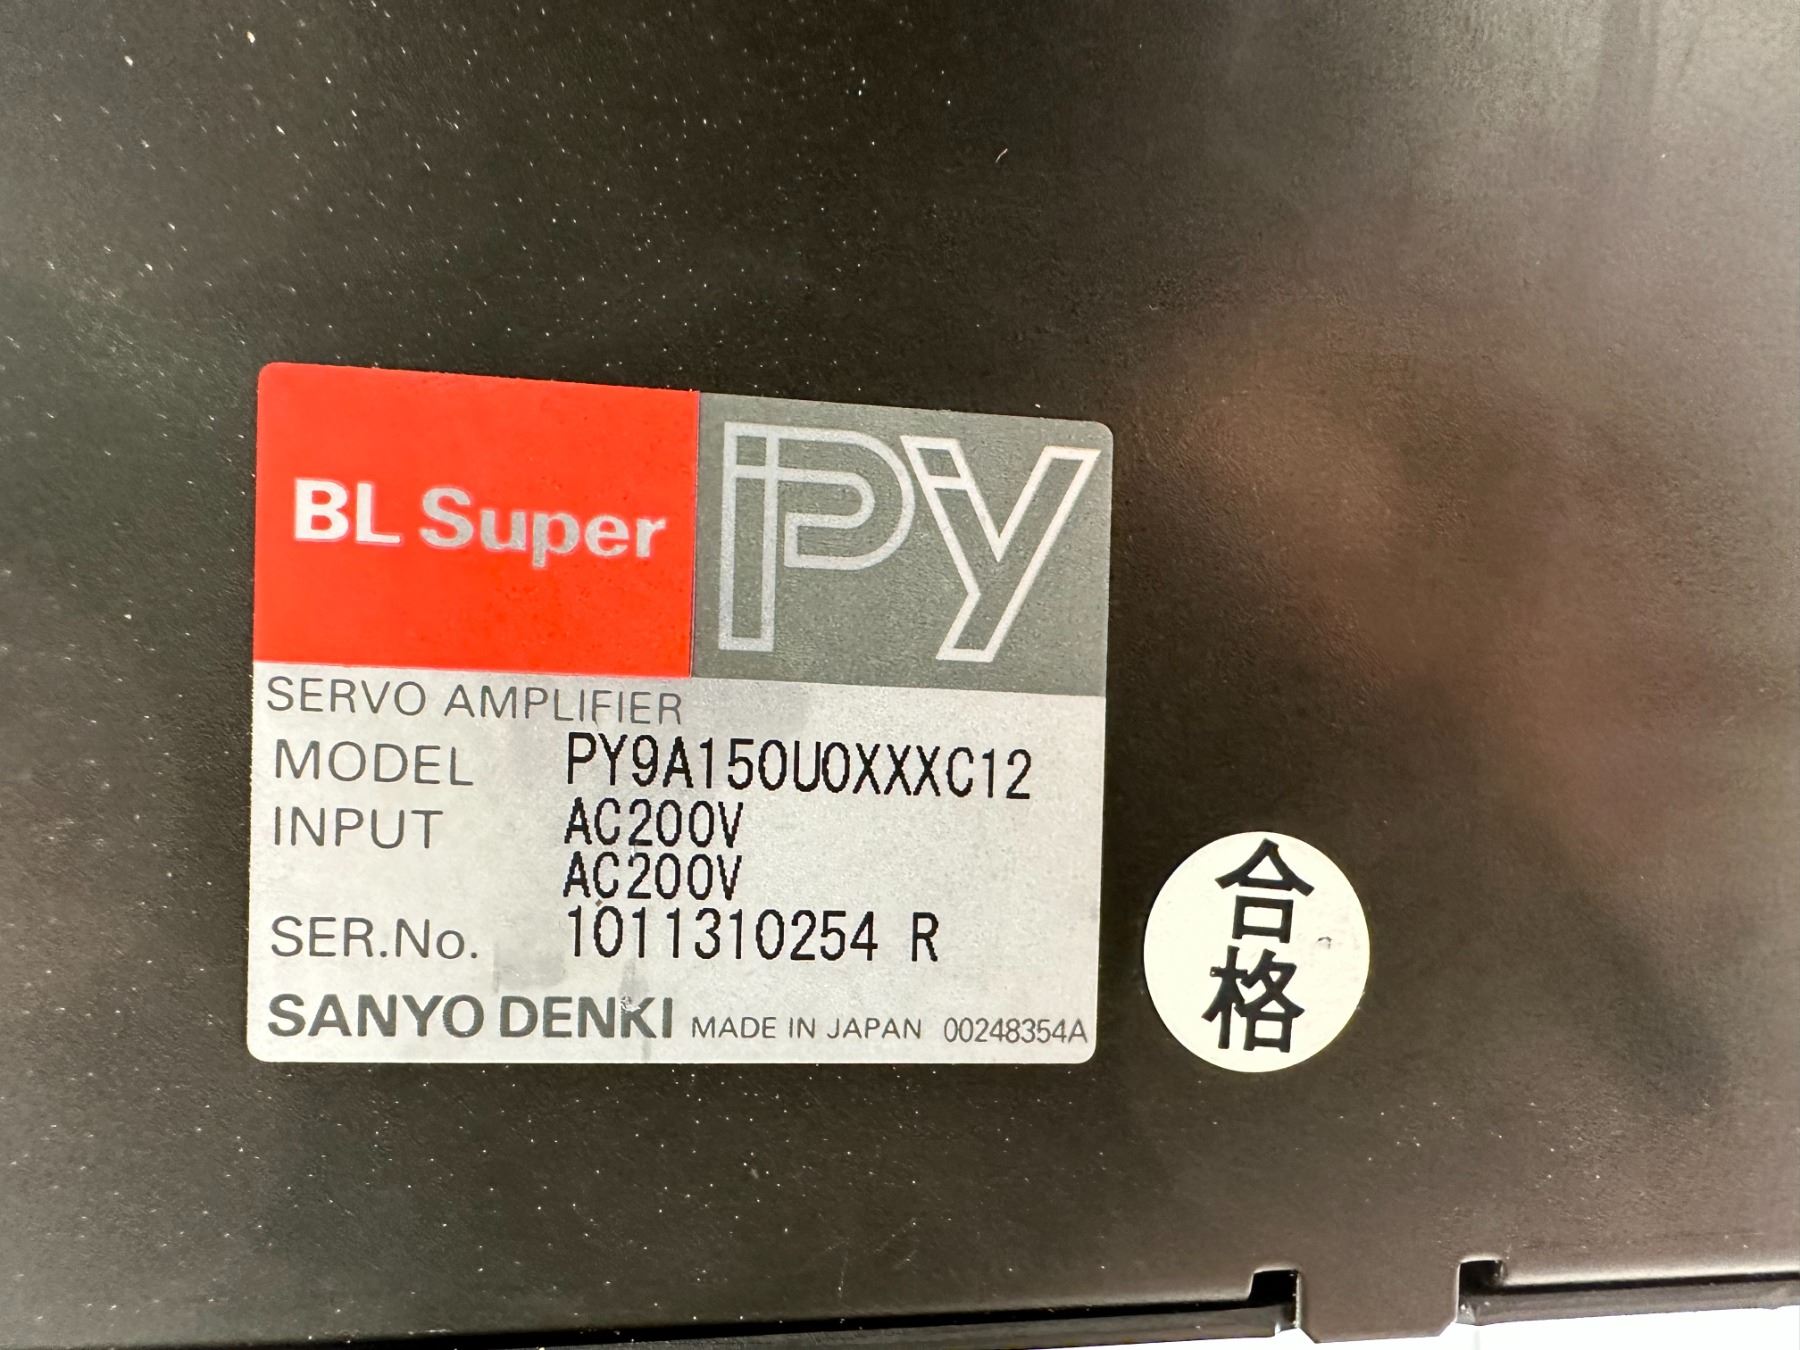 BL Super PY
SERVO AMPLIFIER
MODEL PY9A150U0XXXC12
INPUT AC200V
AC200V
SER.No. 1011310254 R
SANYO DENKI MADE IN JAPAN 00248354A
合
格